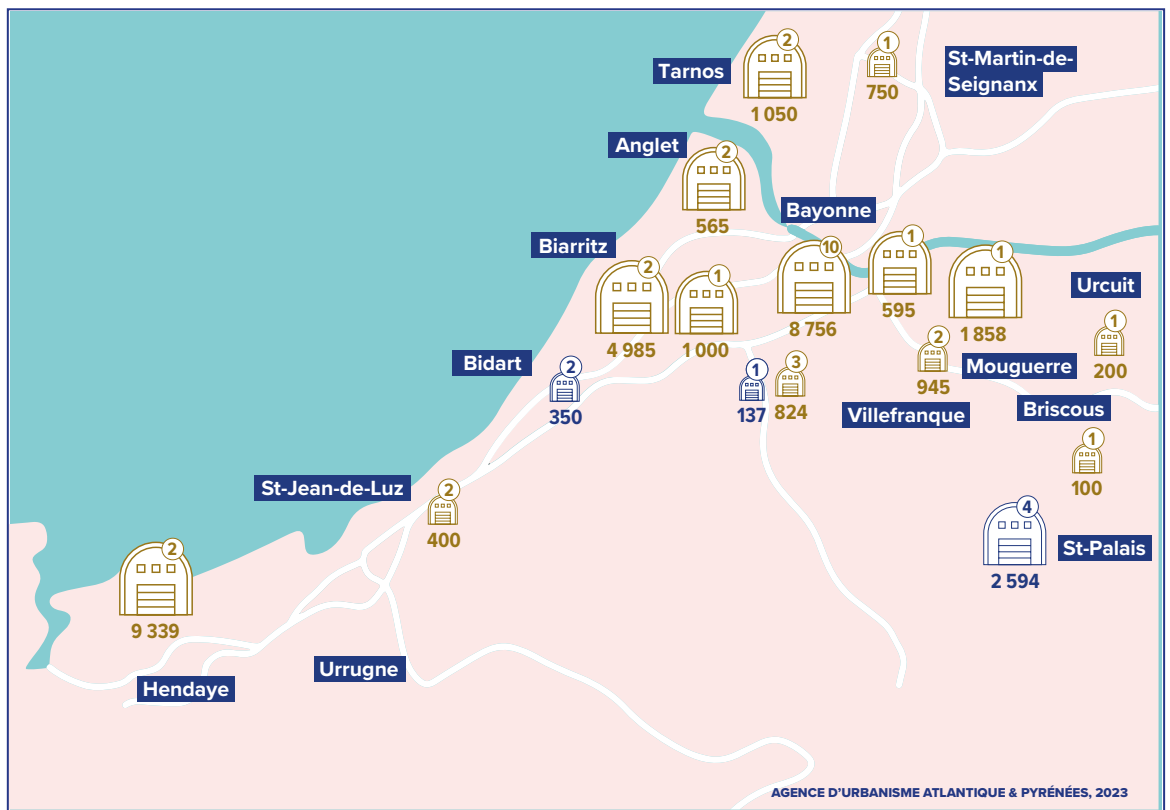 2
Tarnos
1 050
1
St-Martin-de-
Seignanx
750
Anglet
2
565
Bayonne
10
8 756
1
595
1
1 858
Biarritz
2
4 985
1
1 000
Urcuit
1
200
Bidart
2
350
1
137
3
824
2
945
Mouguerre
Villefranque
Briscous
1
100
St-Jean-de-Luz
2
400
4
St-Palais
2 594
2
9 339
Urrugne
Hendaye
AGENCE D'URBANISME ATLANTIQUE & PYRÉNÉES, 2023